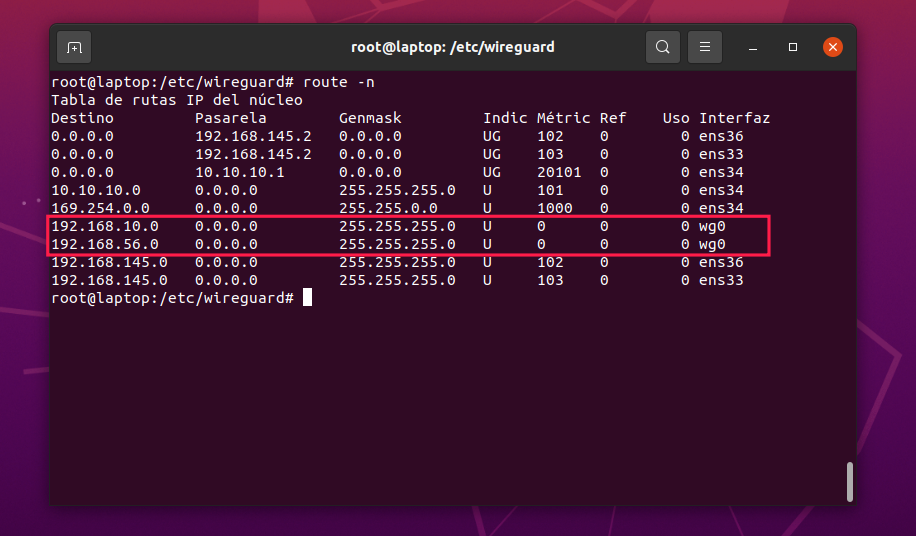 root@laptop: /etc/wireguard
root@laptop:/etc/wireguard# route -n
Tabla de rutas IP del núcleo
Destino         Pasarela        Genmask         Indic Métric Ref    Uso Interfaz
0.0.0.0         192.168.145.2   0.0.0.0         UG    102    0        0 ens36
0.0.0.0         192.168.145.2   0.0.0.0         UG    103    0        0 ens33
0.0.0.0         10.10.10.1      0.0.0.0         UG    20101  0        0 ens34
10.10.10.0      0.0.0.0         255.255.255.0   U     101    0        0 ens34
169.254.0.0     0.0.0.0         255.255.0.0     U     1000   0        0 ens34
192.168.10.0    0.0.0.0         255.255.255.0   U     0      0        0 wg0
192.168.56.0    0.0.0.0         255.255.255.0   U     0      0        0 wg0
192.168.145.0   0.0.0.0         255.255.255.0   U     102    0        0 ens36
192.168.145.0   0.0.0.0         255.255.255.0   U     103    0        0 ens33
root@laptop:/etc/wireguard#